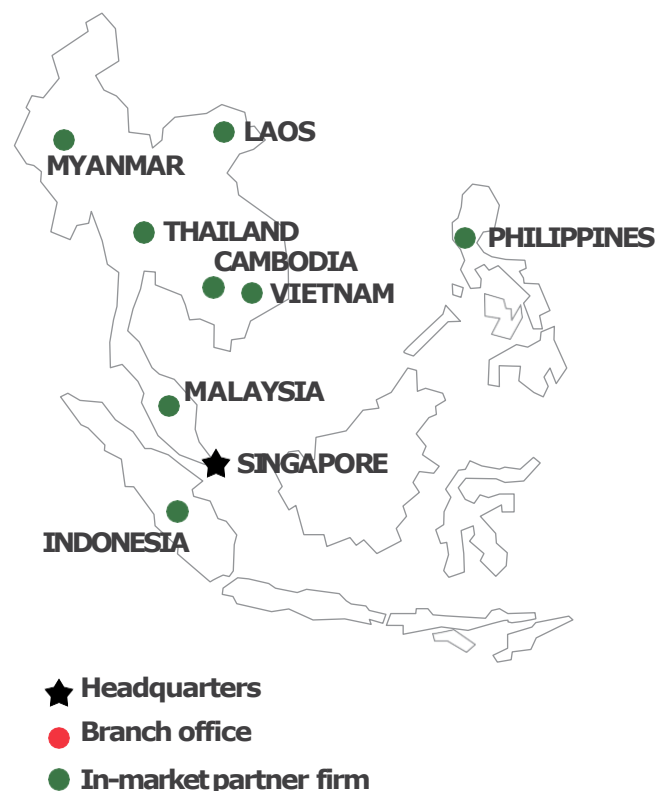 LAOS
MYANMAR
THAILAND
PHILIPPINES
CAMBODIA
VIETNAM
MALAYSIA
SINGAPORE
INDONESIA
Headquarters
Branch office
In-market partner firm